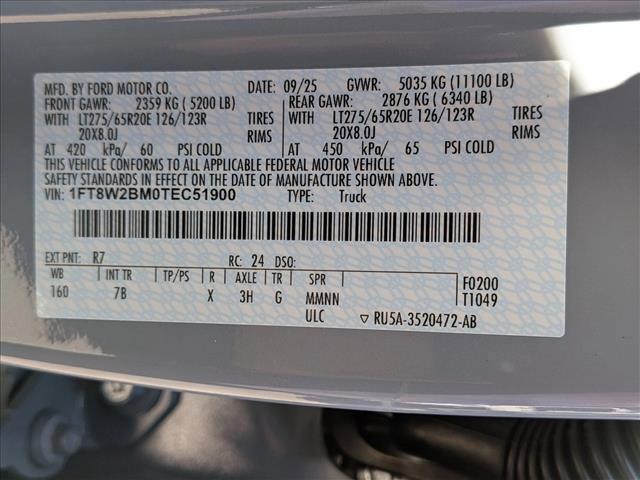 MFD. BY FORD MOTOR CO. DATE: 09/25 GVWR: 5035 KG (11100 LB)
FRONT GAWR: 2359 KG ( 5200 LB) REAR GAWR: 2876 KG ( 6340 LB)
WITH LT275/65R20E 126/123R TIRES WITH LT275/65R20E 126/123R TIRES
20X8.0J RIMS 20X8.0J RIMS
AT 420 kPa/ 60 PSI COLD AT 450 kPa/ 65 PSI COLD
THIS VEHICLE CONFORMS TO ALL APPLICABLE FEDERAL MOTOR VEHICLE
SAFETY STANDARDS IN EFFECT ON THE DATE OF MANUFACTURE SHOWN ABOVE.
VIN: 1FT8W2BM0TEC51900 TYPE: Truck
EXT PNT: R7 RC: 24 DSO:
WB INT TR TP/PS R AXLE TR SPR F0200
160 7B X 3H G MMNN T1049
ULC ▽ RU5A-3520472-AB